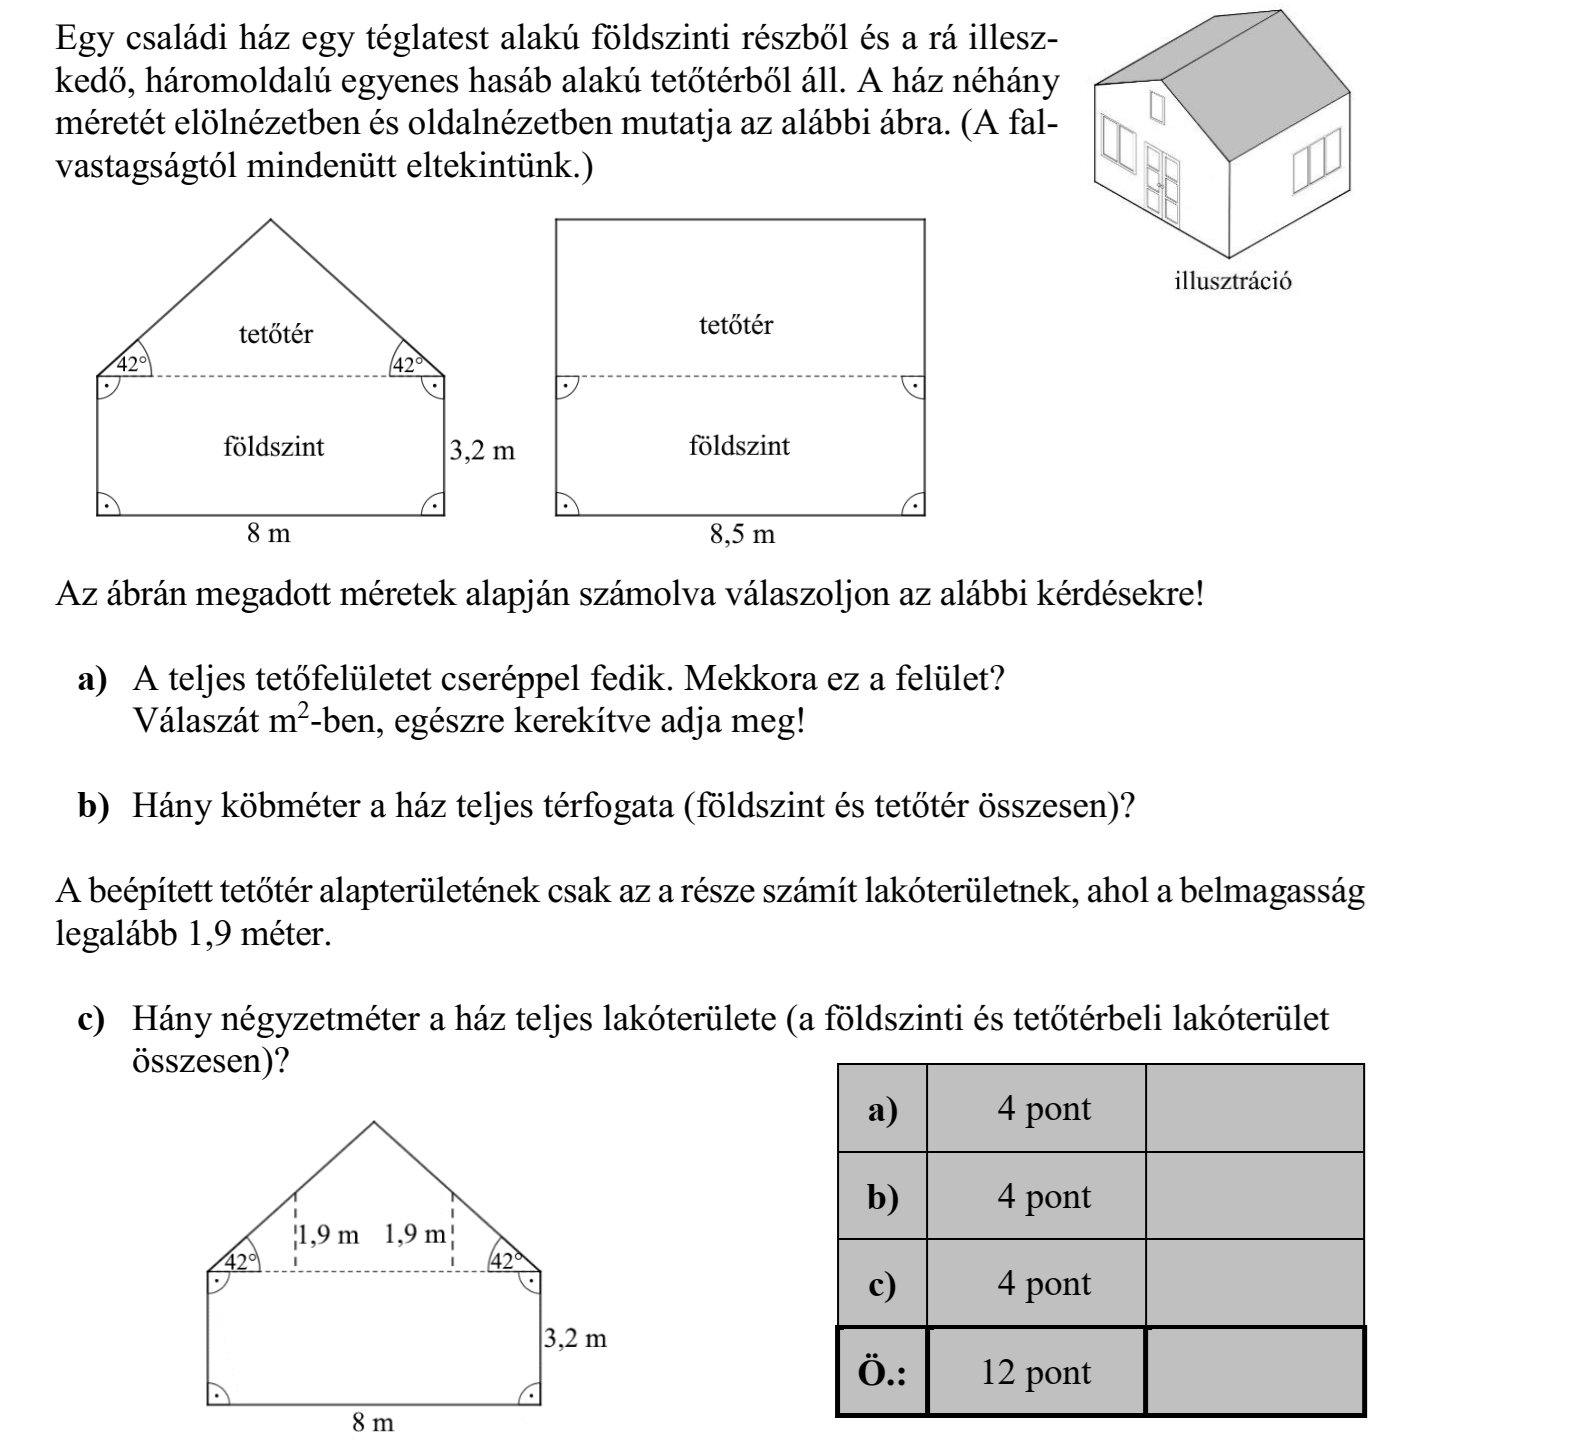 Egy családi ház egy téglatest alakú földszinti részből és a rá illesz-
kedő, háromoldalú egyenes hasáb alakú tetőtérből áll. A ház néhány
méretét elölnézetben és oldalnézetben mutatja az alábbi ábra. (A fal-
vastagságtól mindenütt eltekintünk.)
illusztráció
tetőtér
42°
42°
földszint
3,2 m
8 m
tetőtér
földszint
8,5 m
Az ábrán megadott méretek alapján számolva válaszoljon az alábbi kérdésekre!
a) A teljes tetőfelületet cseréppel fedik. Mekkora ez a felület?
Válaszát m²-ben, egészre kerekítve adja meg!
b) Hány köbméter a ház teljes térfogata (földszint és tetőtér összesen)?
A beépített tetőtér alapterületének csak az a része számít lakóterületnek, ahol a belmagasság
legalább 1,9 méter.
c) Hány négyzetméter a ház teljes lakóterülete (a földszinti és tetőtérbeli lakóterület
összesen)?
1,9 m 1,9 m
42°
42°
3,2 m
8 m
a) 4 pont
b) 4 pont
c) 4 pont
Ö.: 12 pont